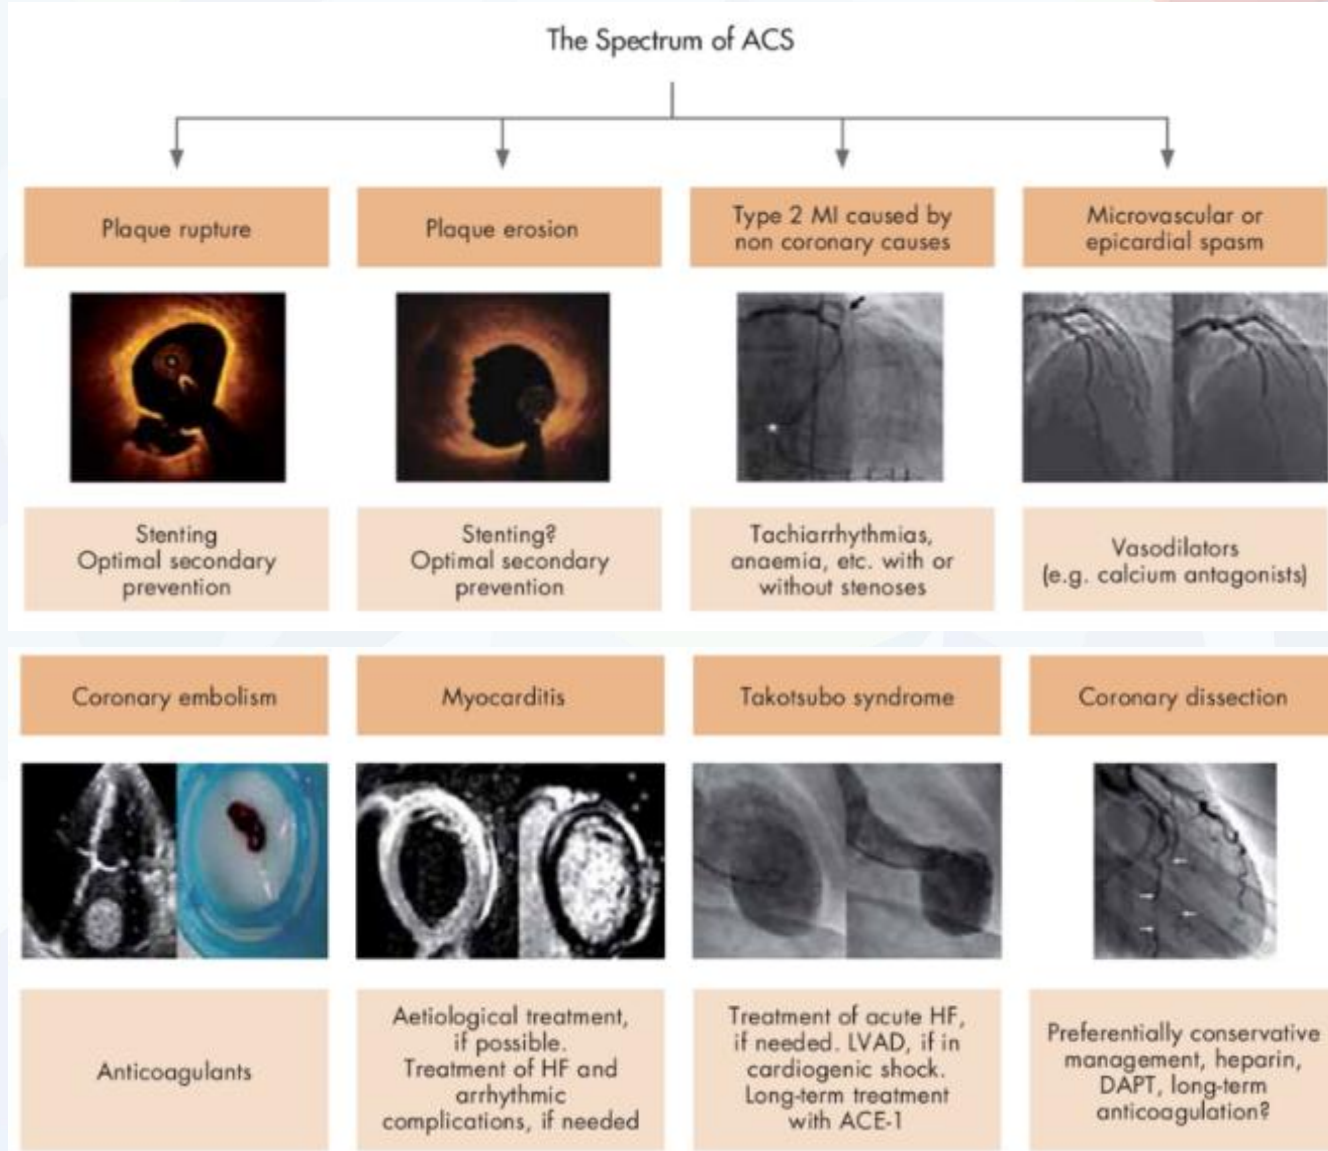 The Spectrum of ACS
Plaque rupture
Plaque erosion
Type 2 MI caused by
non coronary causes
Microvascular or
epicardial spasm
Stenting
Optimal secondary
prevention
Stenting?
Optimal secondary
prevention
Tachiarrhythmias,
anaemia, etc. with or
without stenoses
Vasodilators
(e.g. calcium antagonists)
Coronary embolism
Myocarditis
Takotsubo syndrome
Coronary dissection
Anticoagulants
Aetiological treatment,
if possible.
Treatment of HF and
arrhythmic
complications, if needed
Treatment of acute HF,
if needed. LVAD, if in
cardiogenic shock.
Long-term treatment
with ACE-1
Preferentially conservative
management, heparin,
DAPT, long-term
anticoagulation?